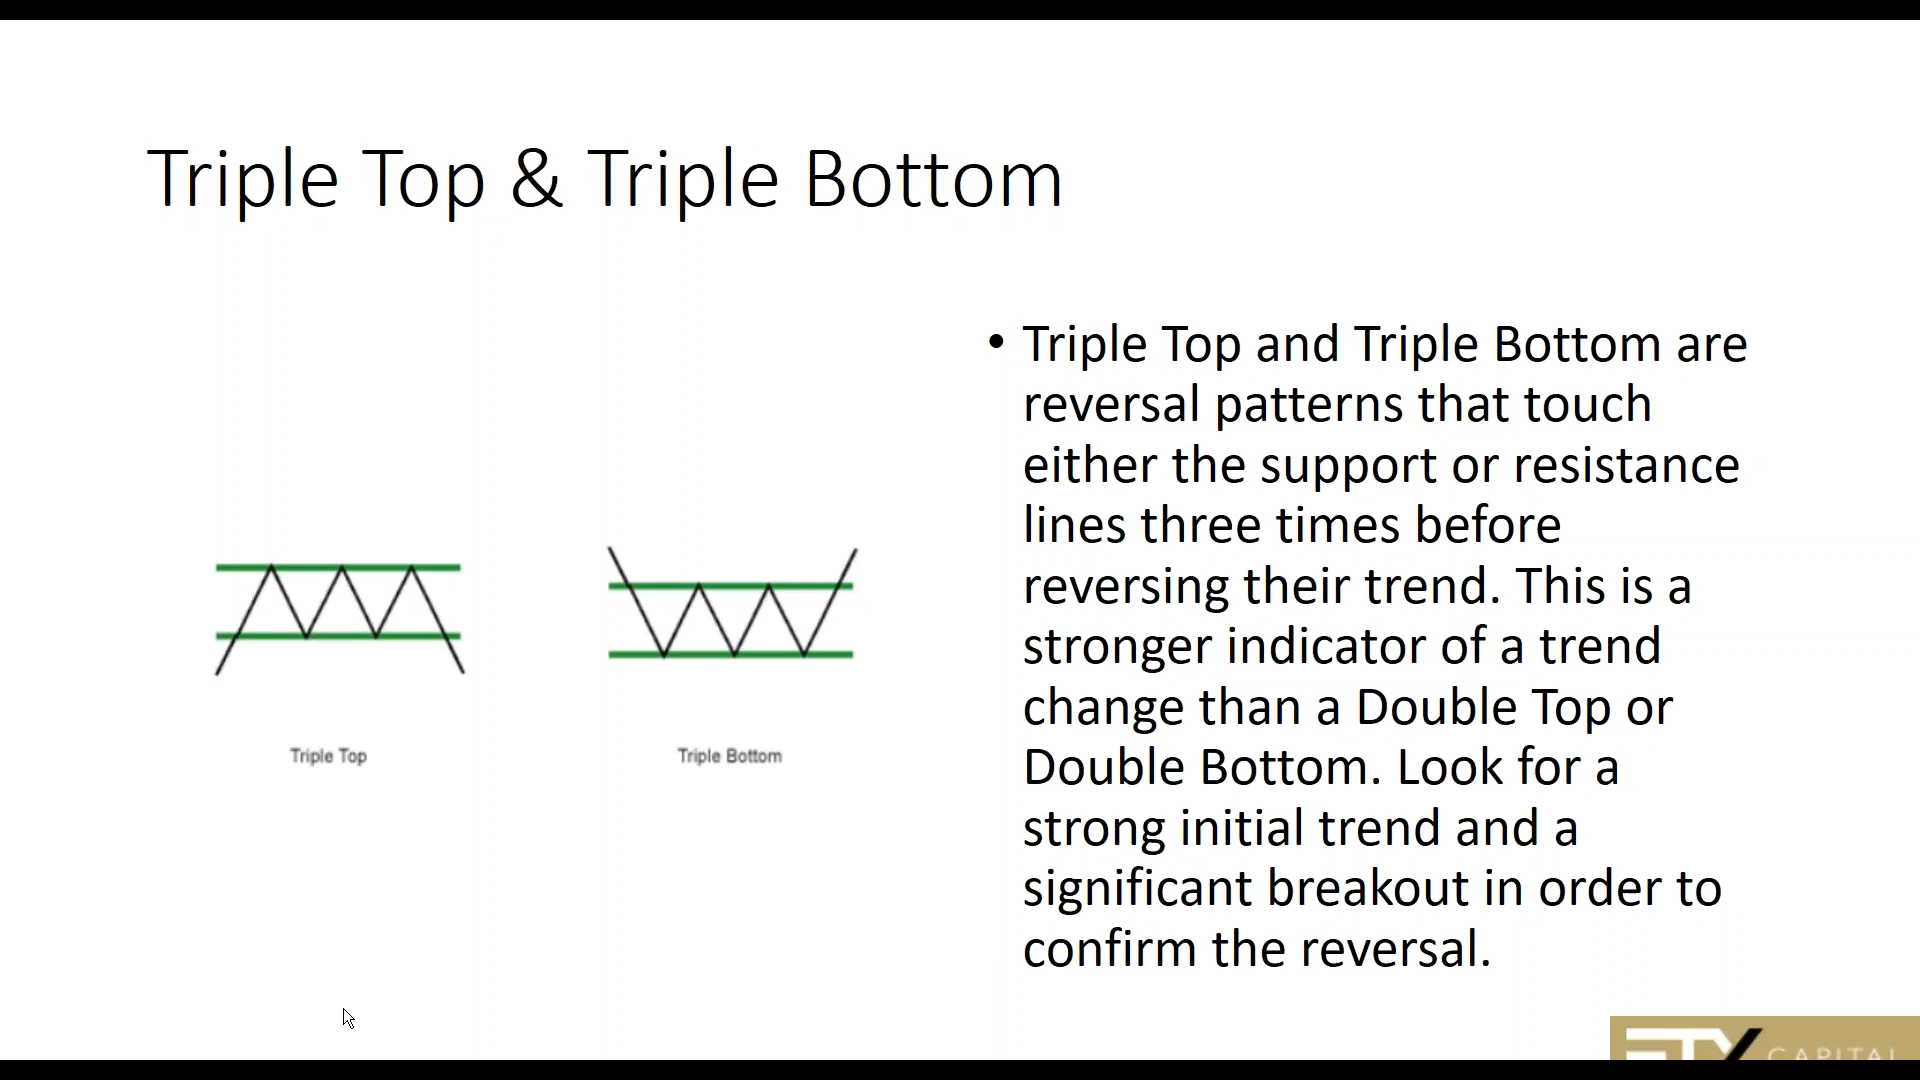 Triple Top & Triple Bottom
• Triple Top and Triple Bottom are
reversal patterns that touch
either the support or resistance
lines three times before
reversing their trend. This is a
stronger indicator of a trend
change than a Double Top or
Double Bottom. Look for a
strong initial trend and a
significant breakout in order to
confirm the reversal.
Triple Top
Triple Bottom
CAPITAL